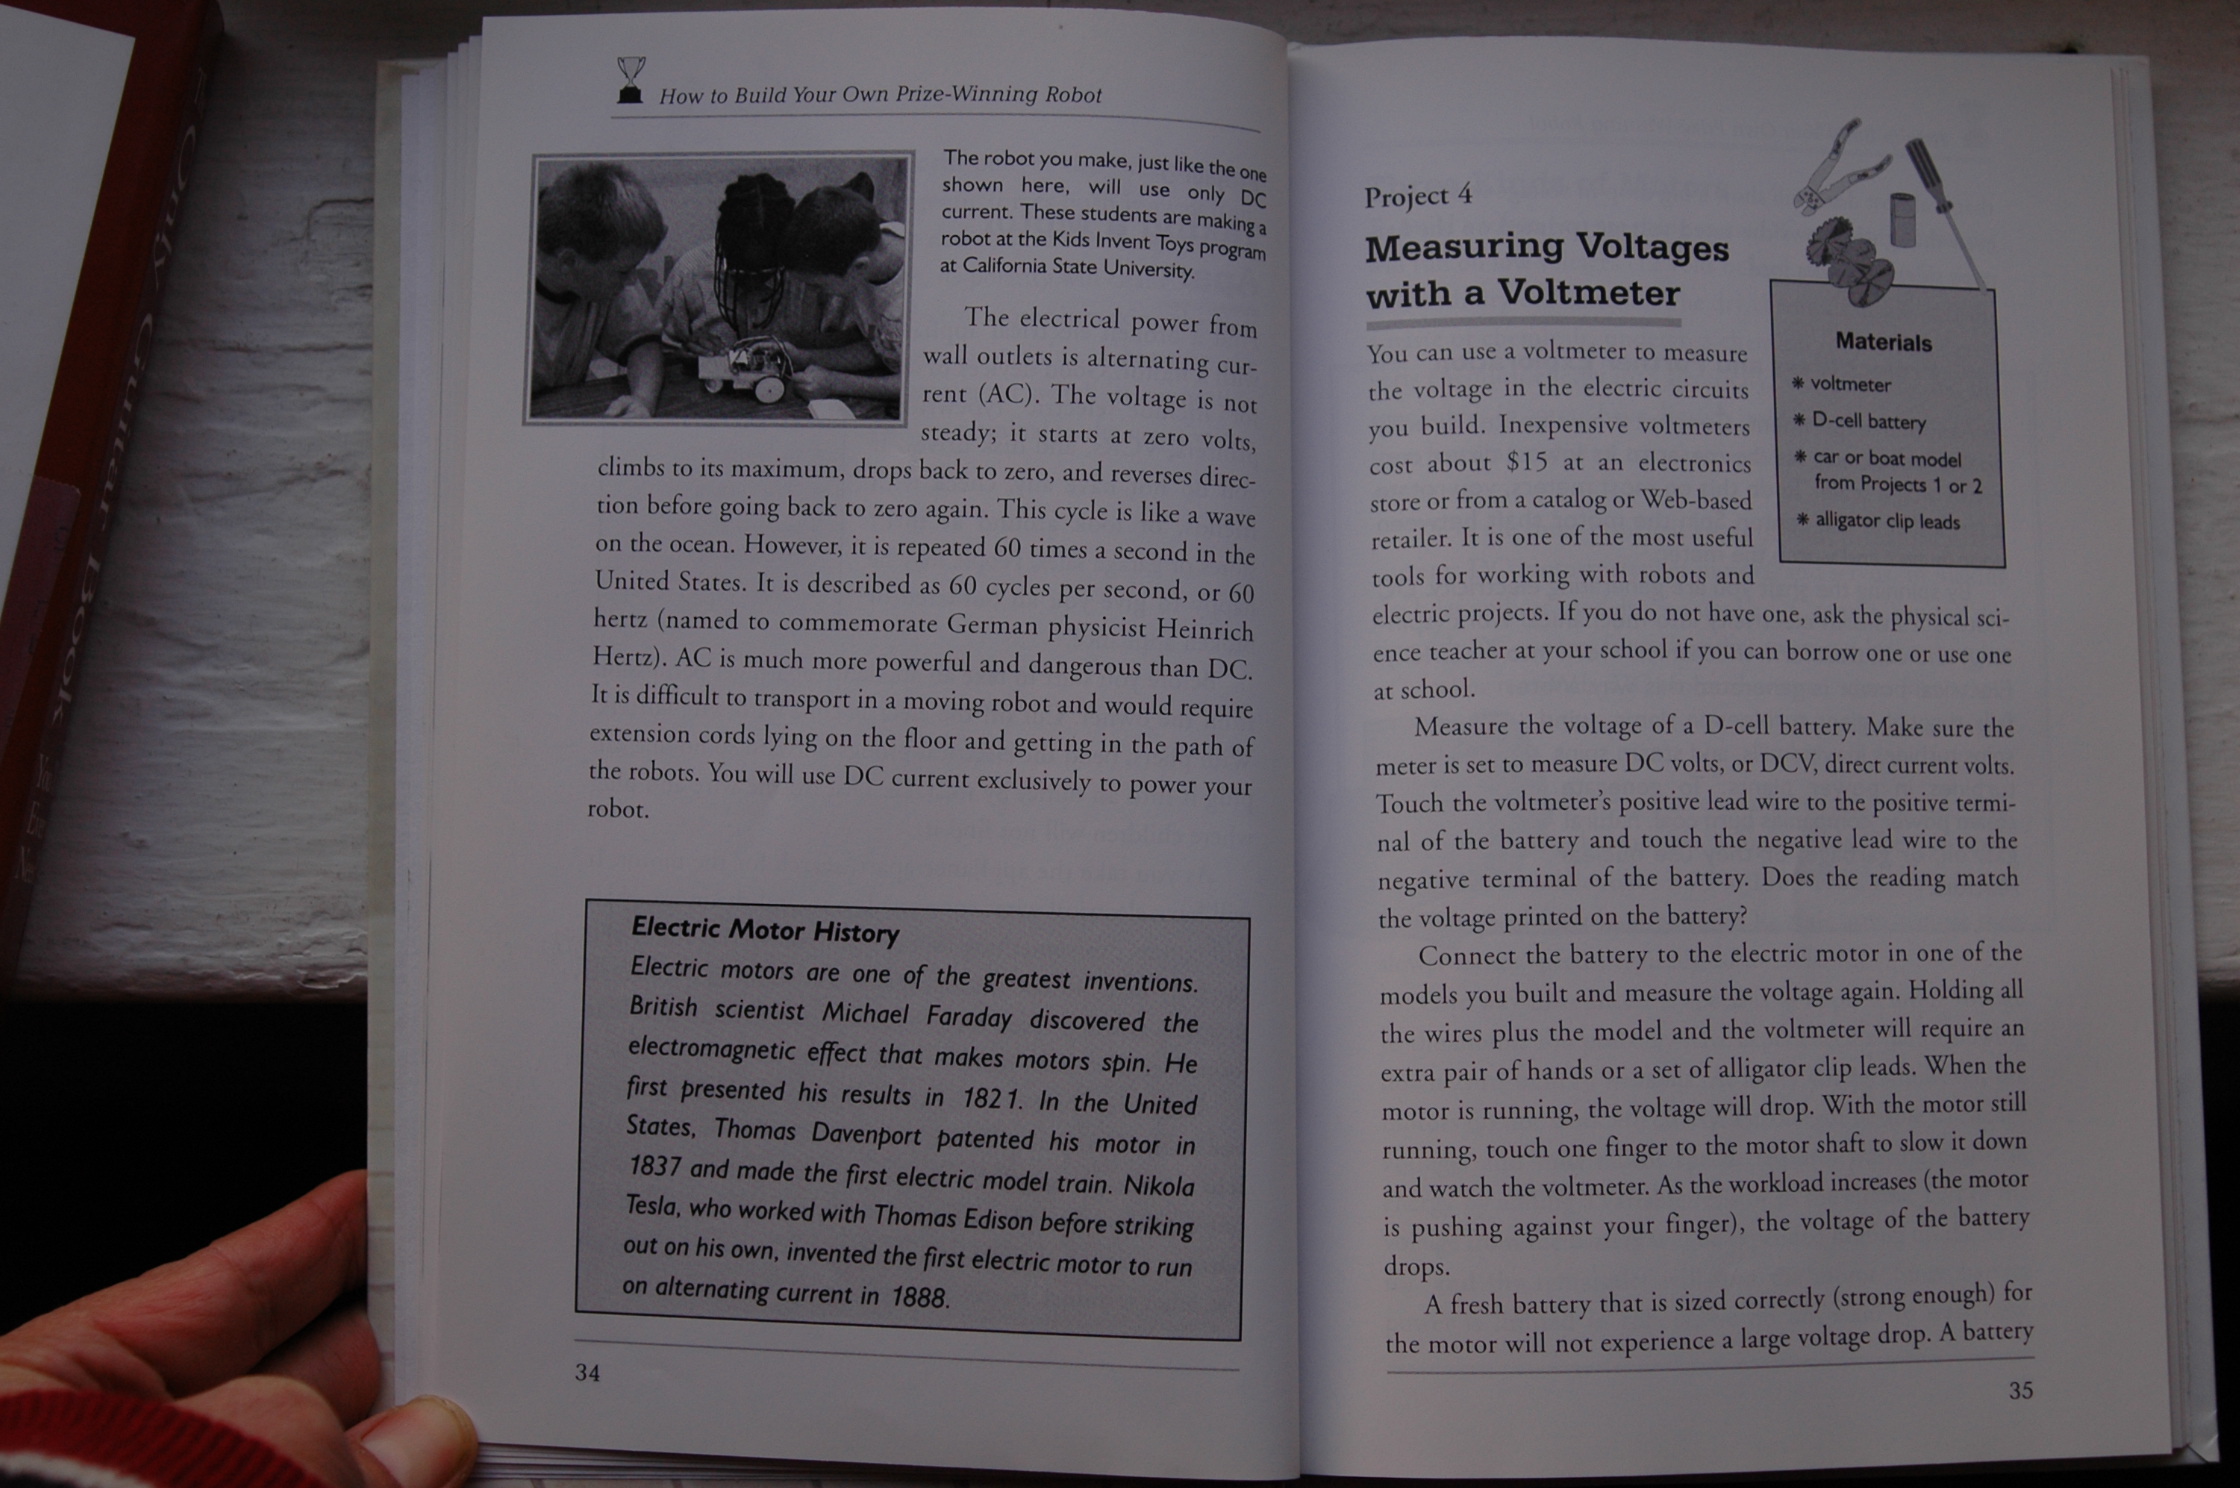 A Quick Guitar Book
How to Build Your Own Prize-Winning Robot
The robot you make, just like the one
shown here, will use only DC
current. These students are making a
robot at the Kids Invent Toys program
at California State University.
The electrical power from
wall outlets is alternating cur-
rent (AC). The voltage is not
steady; it starts at zero volts,
climbs to its maximum, drops back to zero, and reverses direc-
tion before going back to zero again. This cycle is like a wave
on the ocean. However, it is repeated 60 times a second in the
United States. It is described as 60 cycles per second, or 60
hertz (named to commemorate German physicist Heinrich
Hertz). AC is much more powerful and dangerous than DC.
It is difficult to transport in a moving robot and would require
extension cords lying on the floor and getting in the path of
the robots. You will use DC current exclusively to power your
robot.
Electric Motor History
Electric motors are one of the greatest inventions.
British scientist Michael Faraday discovered the
electromagnetic effect that makes motors spin. He
first presented his results in 1821. In the United
States, Thomas Davenport patented his motor in
1837 and made the first electric model train. Nikola
Tesla, who worked with Thomas Edison before striking
out on his own, invented the first electric motor to run
on alternating current in 1888.
34
Project 4
Measuring Voltages
with a Voltmeter
You can use a voltmeter to measure
the voltage in the electric circuits
you build. Inexpensive voltmeters
cost about $15 at an electronics
store or from a catalog or Web-based
retailer. It is one of the most useful
tools for working with robots and
electric projects. If you do not have one, ask the physical sci-
ence teacher at your school if you can borrow one or use one
at school.
Materials
* voltmeter
* D-cell battery
* car or boat model
from Projects 1 or 2
* alligator clip leads
Measure the voltage of a D-cell battery. Make sure the
meter is set to measure DC volts, or DCV, direct current volts.
Touch the voltmeter's positive lead wire to the positive termi-
nal of the battery and touch the negative lead wire to the
negative terminal of the battery. Does the reading match
the voltage printed on the battery?
Connect the battery to the electric motor in one of the
models you built and measure the voltage again. Holding all
the wires plus the model and the voltmeter will require an
extra pair of hands or a set of alligator clip leads. When the
motor is running, the voltage will drop. With the motor still
running, touch one finger to the motor shaft to slow it down
and watch the voltmeter. As the workload increases (the motor
is pushing against your finger), the voltage of the battery
drops.
A fresh battery that is sized correctly (strong enough) for
the motor will not experience a large voltage drop. A battery
35